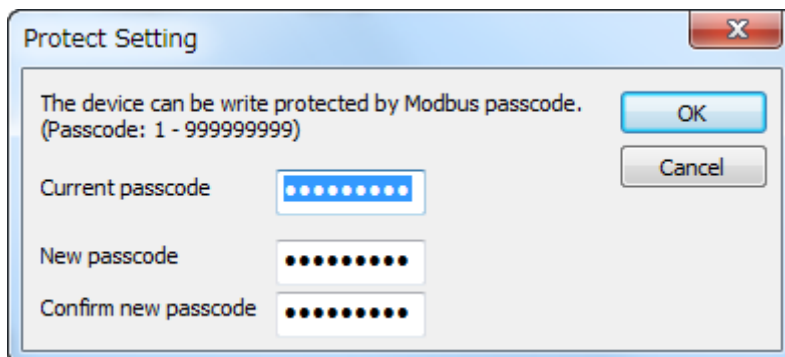 Protect Setting
The device can be write protected by Modbus passcode.
(Passcode: 1 - 999999999)
OK
Cancel
Current passcode
●●●●●●●●●
New passcode
●●●●●●●●●
Confirm new passcode
●●●●●●●●●